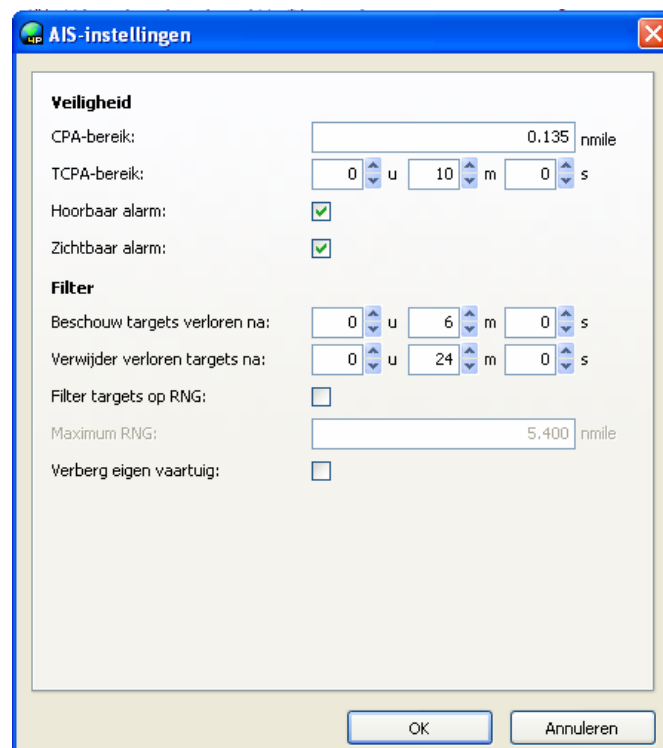 4P AIS-instellingen
Veiligheid
CPA-bereik: 0.135 nmile
TCPA-bereik: 0 u 10 m 0 s
Hoorbaar alarm:
Zichtbaar alarm:
Filter
Beschouw targets verloren na: 0 u 6 m 0 s
Verwijder verloren targets na: 0 u 24 m 0 s
Filter targets op RNG:
Maximum RNG: 5.400 nmile
Verberg eigen vaartuig:
OK Annuleren